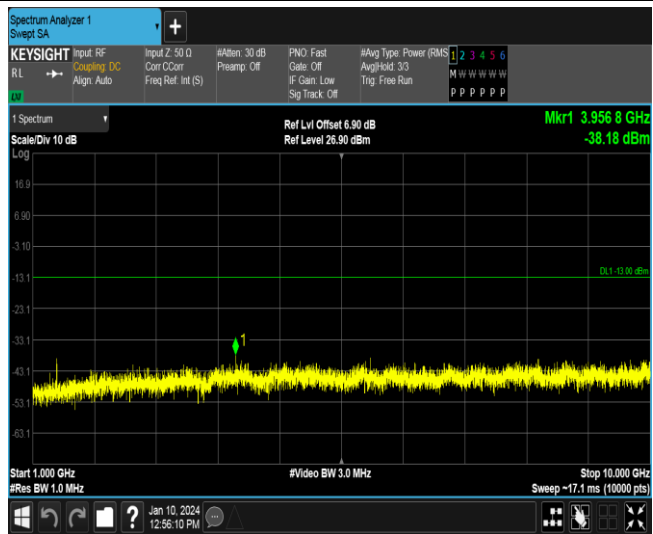 Spectrum Analyzer 1
Swept SA
+
KEYSIGHT
RL
Input: RF
Coupling: DC
Align: Auto
Input Z: 50 Ω
Corr CCorr
Freq Ref: Int (S)
#Atten: 30 dB
Preamp: Off
PNO: Fast
Gate: Off
IF Gain: Low
Sig Track: Off
#Avg Type: Power (RMS
Avg|Hold: 3/3
Trig: Free Run
1 2 3 4 5 6
M W W W W W
P P P P P P
1 Spectrum
Scale/Div 10 dB
Log
Ref Lvl Offset 6.90 dB
Ref Level 26.90 dBm
Mkr1 3.956 8 GHz
-38.18 dBm
16.9
6.90
-3.10
-13.1
-23.1
-33.1
-43.1
-53.1
-63.1
DL1 -13.00 dBm
1
Start 1.000 GHz
#Res BW 1.0 MHz
#Video BW 3.0 MHz
Stop 10.000 GHz
Sweep ~17.1 ms (10000 pts)
?
Jan 10, 2024
12:56:10 PM